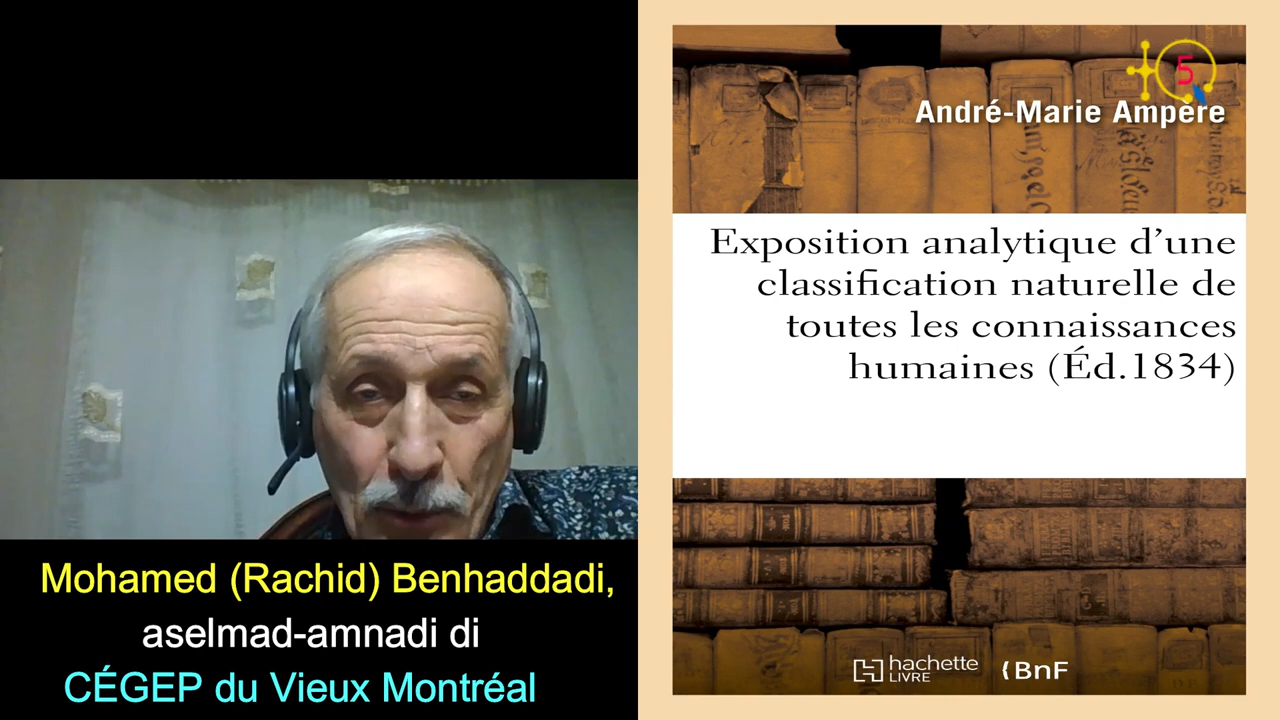 Mohamed (Rachid) Benhaddadi,
aselmad-amnadi di
CÉGEP du Vieux Montréal
5
André-Marie Ampère
Exposition analytique d’une
classification naturelle de
toutes les connaissances
humaines (Éd.1834)
hachette
LIVRE
BnF